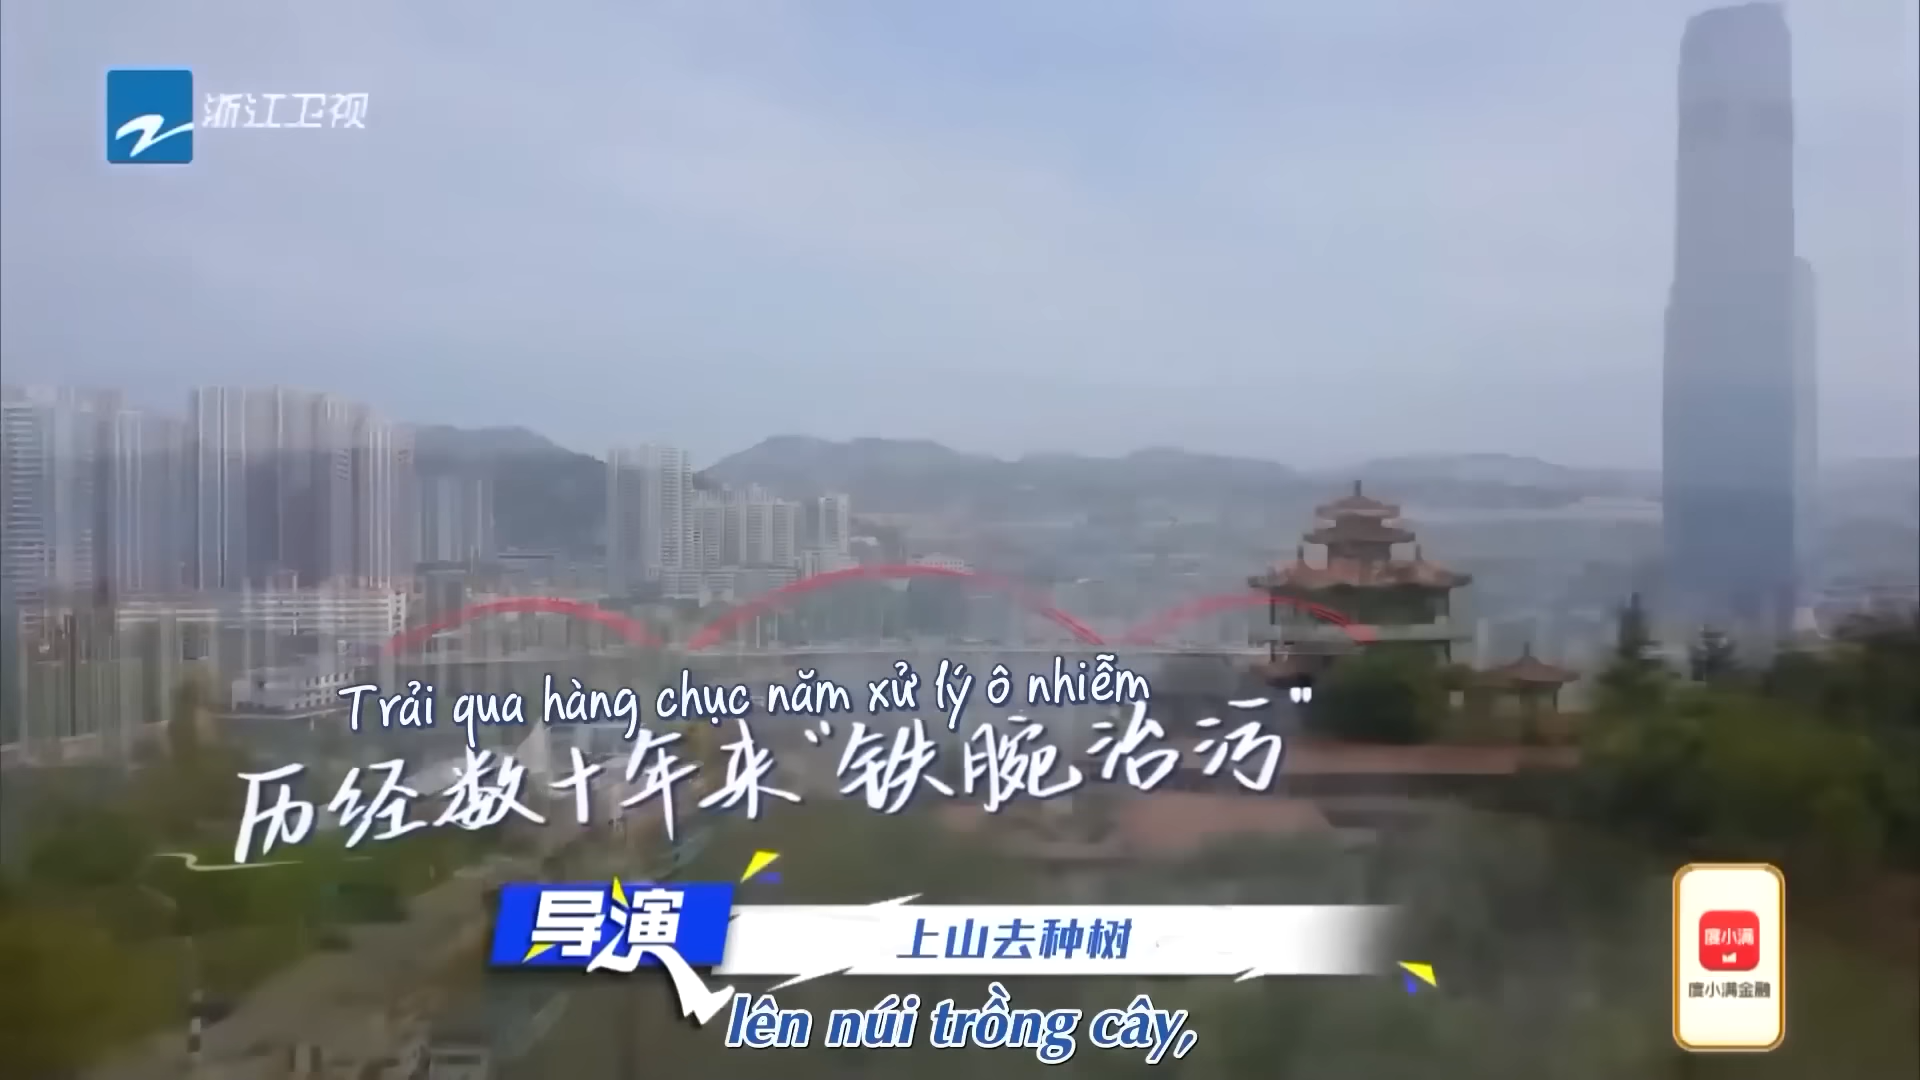 浙江卫视
Trải qua hàng chục năm xử lý ô nhiễm
历经数十年来“铁腕治污”
导演
上山去种树
lên núi trồng cây,
度小满
度小满金融